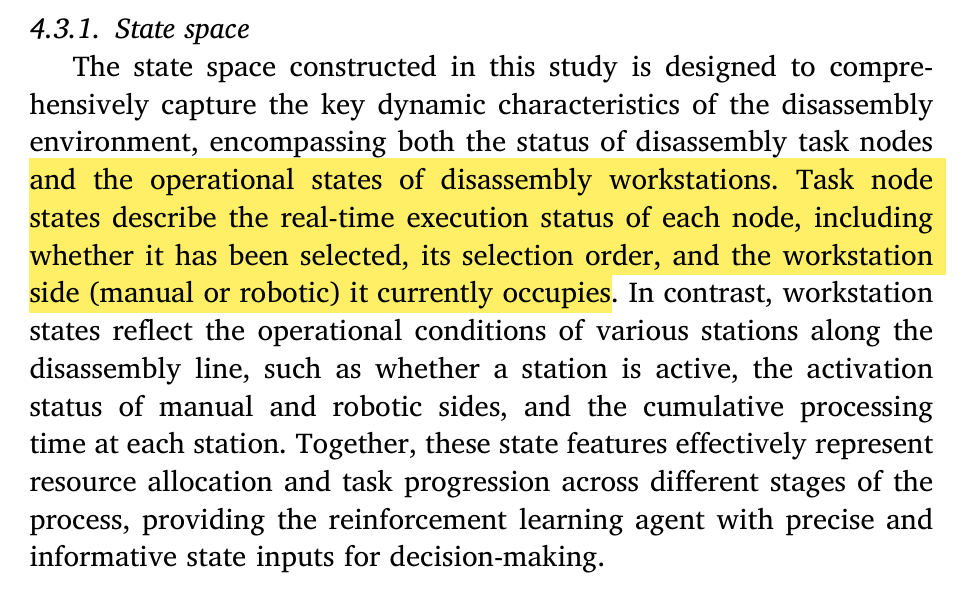 4.3.1. State space
The state space constructed in this study is designed to compre-
hensively capture the key dynamic characteristics of the disassembly
environment, encompassing both the status of disassembly task nodes
and the operational states of disassembly workstations. Task node
states describe the real-time execution status of each node, including
whether it has been selected, its selection order, and the workstation
side (manual or robotic) it currently occupies. In contrast, workstation
states reflect the operational conditions of various stations along the
disassembly line, such as whether a station is active, the activation
status of manual and robotic sides, and the cumulative processing
time at each station. Together, these state features effectively represent
resource allocation and task progression across different stages of the
process, providing the reinforcement learning agent with precise and
informative state inputs for decision-making.